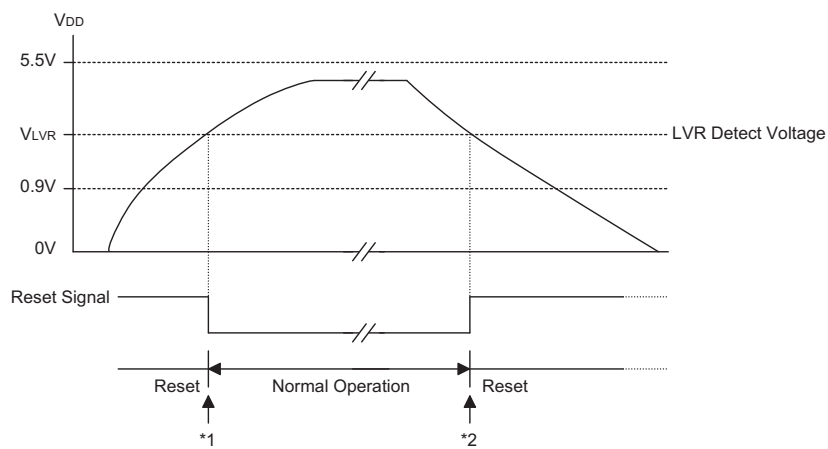 VDD
5.5V
VLVR
LVR Detect Voltage
0.9V
0V
Reset Signal
Reset
Normal Operation
Reset
*1
*2